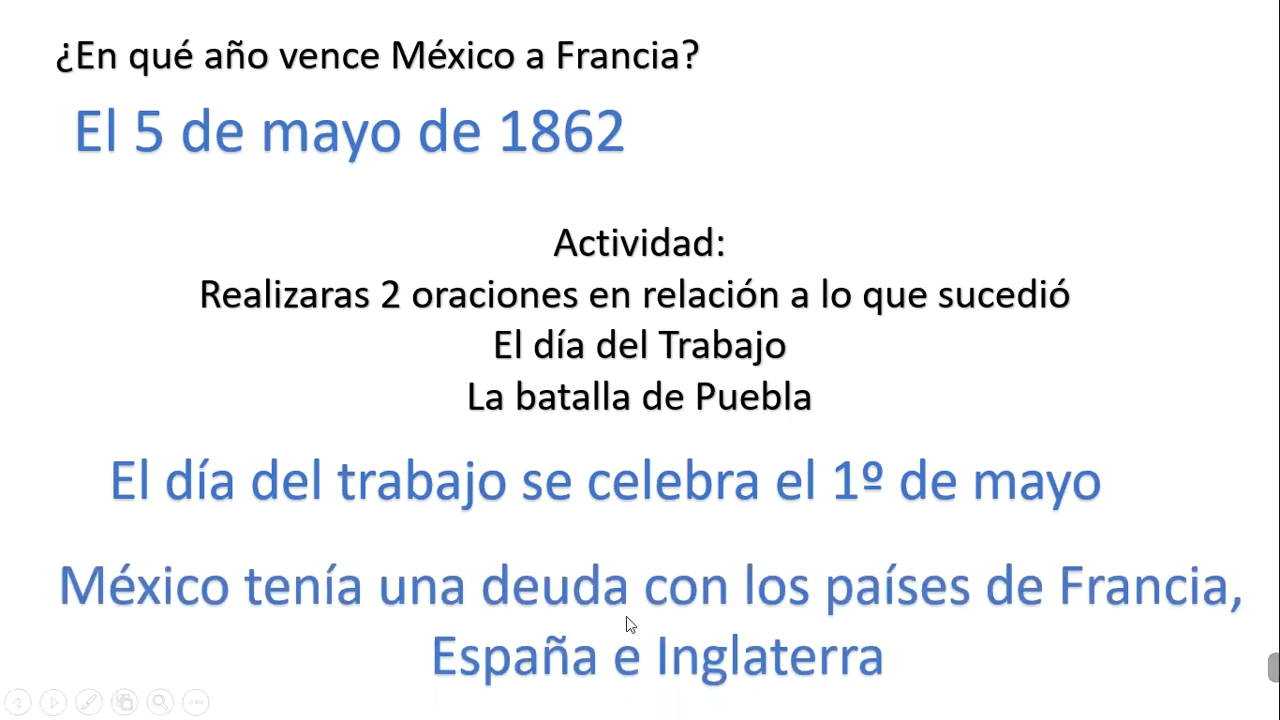 ¿En qué año vence México a Francia?
El 5 de mayo de 1862
Actividad:
Realizaras 2 oraciones en relación a lo que sucedió
El día del Trabajo
La batalla de Puebla
El día del trabajo se celebra el 1º de mayo
México tenía una deuda con los países de Francia,
España e Inglaterra